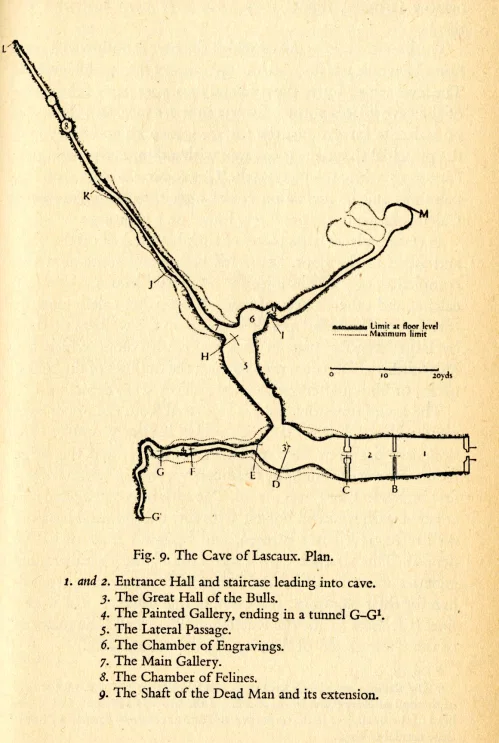 L
8
K
M
J
6
I
H
5
Limit at floor level
Maximum limit
0 10 20yds
4
3
2
1
G
F
E
D
C
B
G
Fig. 9. The Cave of Lascaux. Plan.
1. and 2. Entrance Hall and staircase leading into cave.
3. The Great Hall of the Bulls.
4. The Painted Gallery, ending in a tunnel G–G¹.
5. The Lateral Passage.
6. The Chamber of Engravings.
7. The Main Gallery.
8. The Chamber of Felines.
9. The Shaft of the Dead Man and its extension.